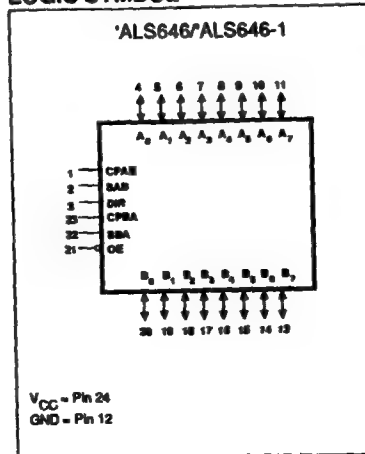 'ALS646/'ALS646-1
4 5 6 7 8 9 10 11
A0 A1 A2 A3 A4 A5 A6 A7
1 CPAB
2 SAB
3 DIR
23 CPBA
22 SBA
21 OE
B0 B1 B2 B3 B4 B5 B6 B7
20 19 18 17 16 15 14 13
VCC = Pin 24
GND = Pin 12